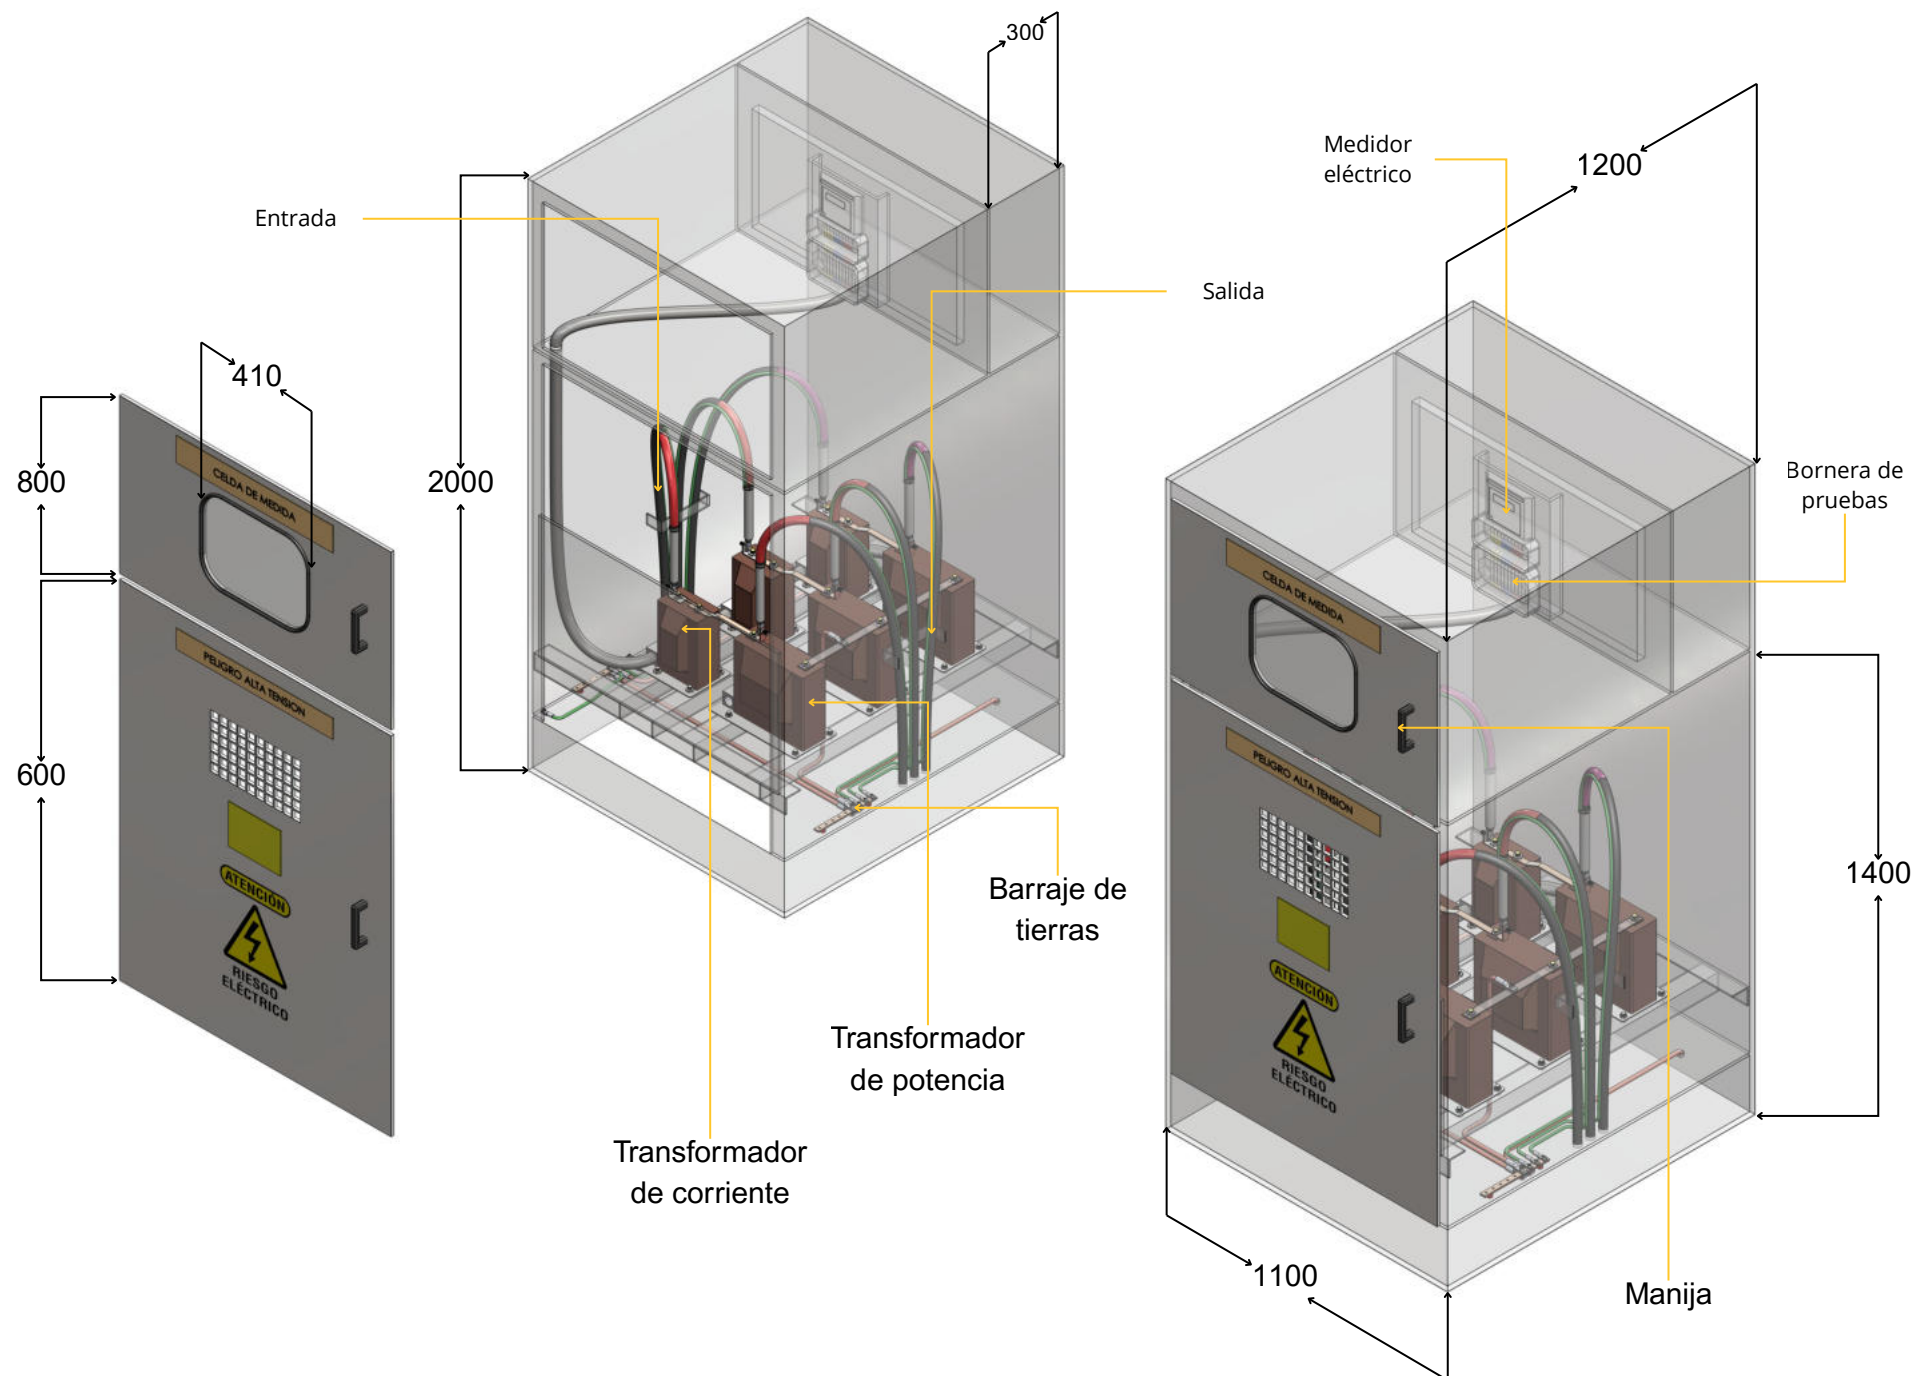 300
1200
Medidor
eléctrico
Entrada
Salida
410
800
2000
Bornera de
pruebas
CELDA DE MEDIDA
PELIGRO ALTA TENSION
600
ATENCIÓN
RIESGO
ELÉCTRICO
CELDA DE MEDIDA
PELIGRO ALTA TENSION
ATENCIÓN
RIESGO
ELÉCTRICO
1400
Barraje de
tierras
Transformador
de potencia
Transformador
de corriente
1100
Manija